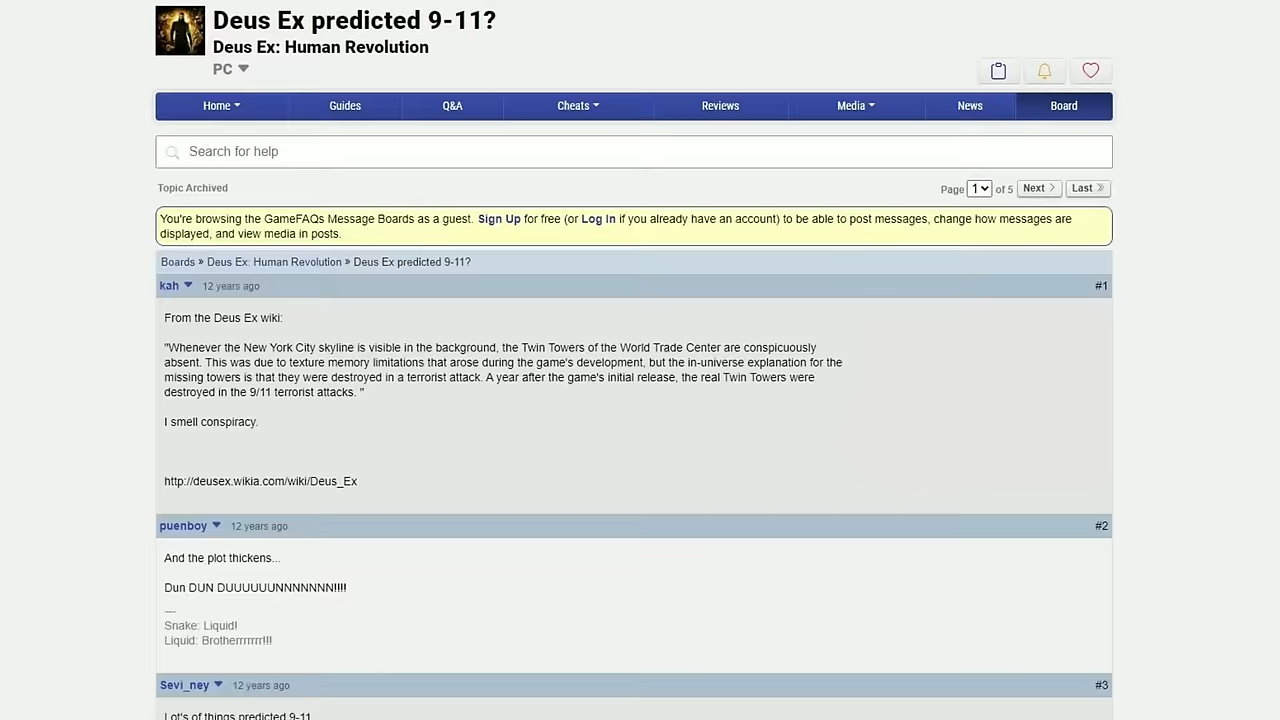 Deus Ex predicted 9-11?
Deus Ex: Human Revolution
PC
Home
Guides
Q&A
Cheats
Reviews
Media
News
Board
Search for help
Topic Archived
Page 1 of 5 Next Last
You're browsing the GameFAQs Message Boards as a guest. Sign Up for free (or Log In if you already have an account) to be able to post messages, change how messages are
displayed, and view media in posts.
Boards » Deus Ex: Human Revolution » Deus Ex predicted 9-11?
kah 12 years ago #1
From the Deus Ex wiki:
"Whenever the New York City skyline is visible in the background, the Twin Towers of the World Trade Center are conspicuously
absent. This was due to texture memory limitations that arose during the game's development, but the in-universe explanation for the
missing towers is that they were destroyed in a terrorist attack. A year after the game's initial release, the real Twin Towers were
destroyed in the 9/11 terrorist attacks. "
I smell conspiracy.
http://deusex.wikia.com/wiki/Deus_Ex
puenboy 12 years ago #2
And the plot thickens...
Dun DUN DUUUUUUNNNNNNN!!!!
---
Snake: Liquid!
Liquid: Brotherrrrrrr!!!
Sevi_ney 12 years ago #3
Lot's of things predicted 9-11